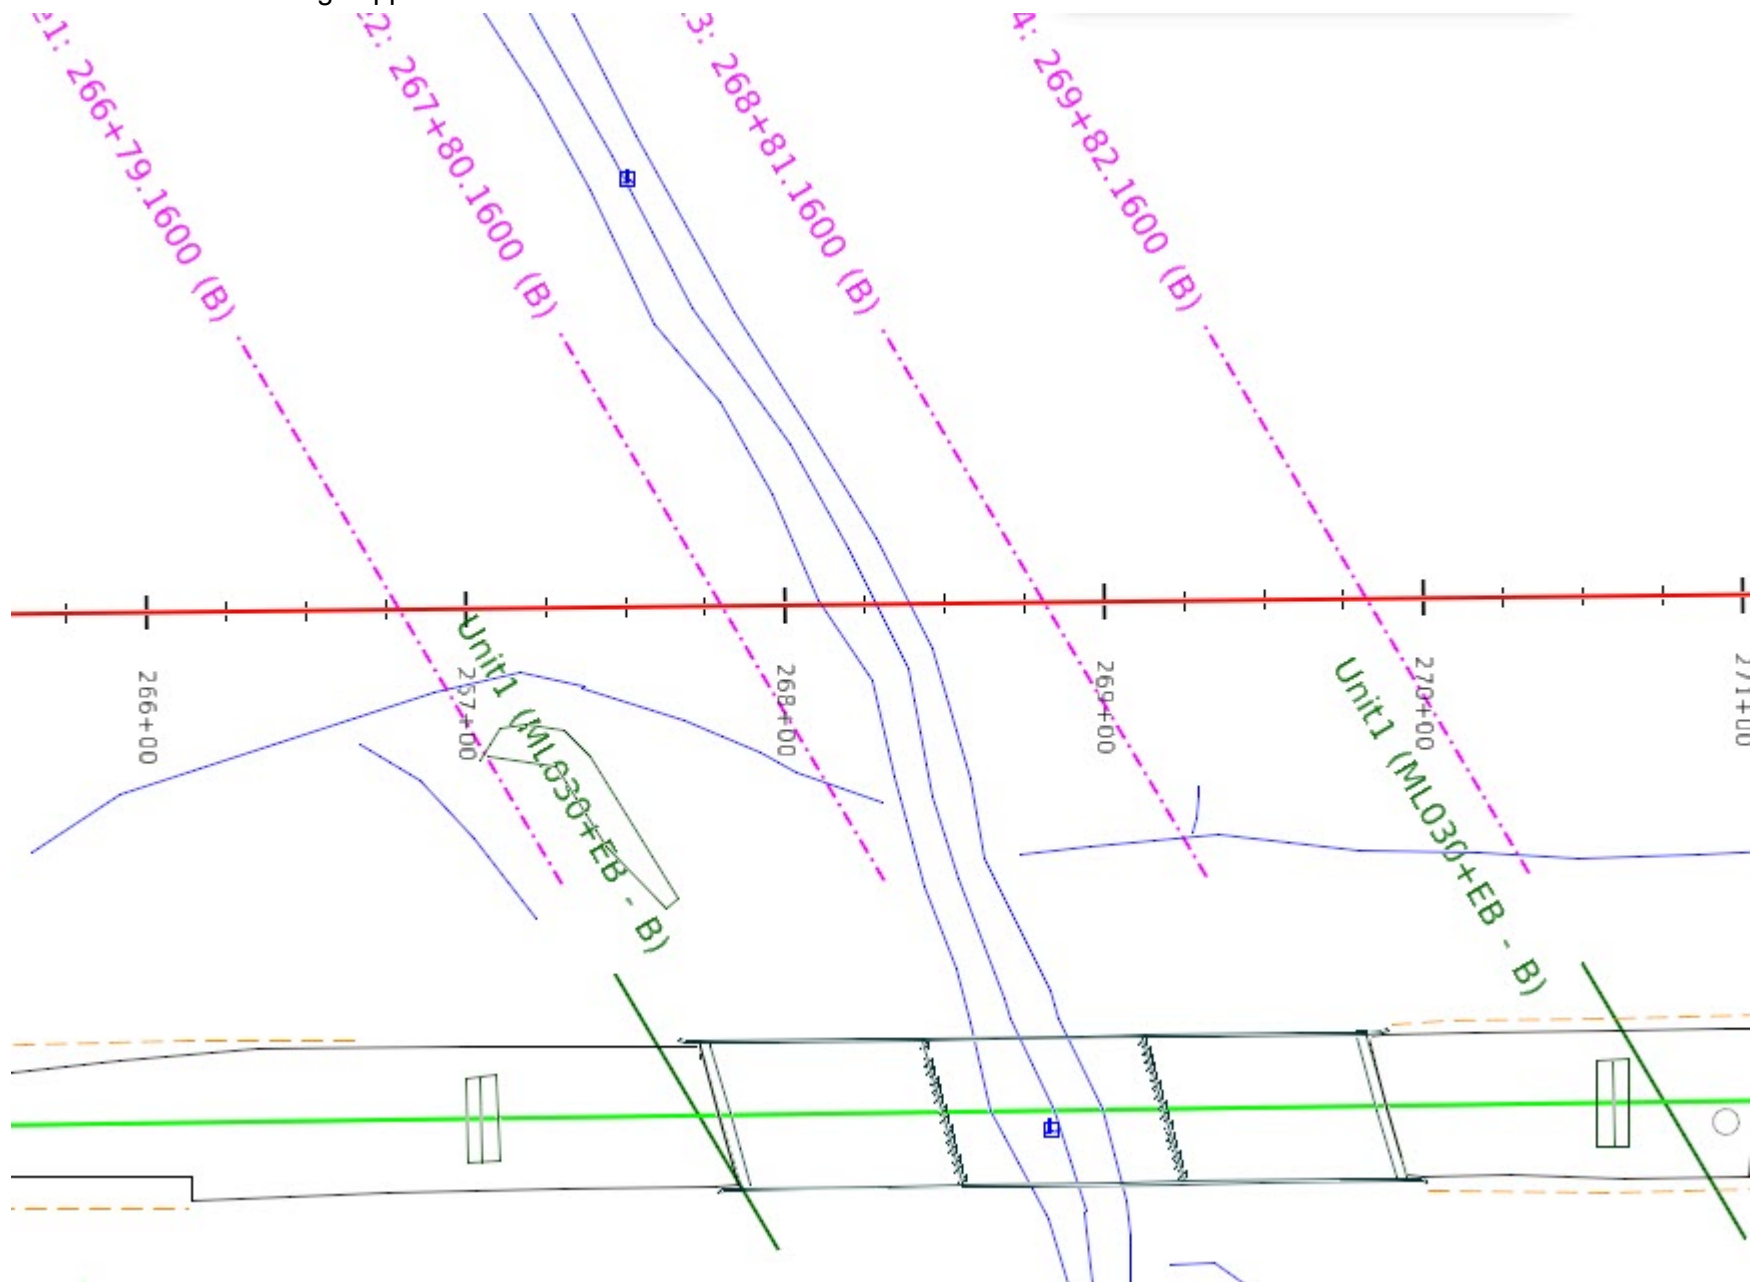 1: 266+79.1600 (B)
2: 267+80.1600 (B)
3: 268+81.1600 (B)
4: 269+82.1600 (B)
266+00
267+00
268+00
269+00
270+00
271+00
Unit1 (ML030+EB - B)
Unit1 (ML030+EB - B)